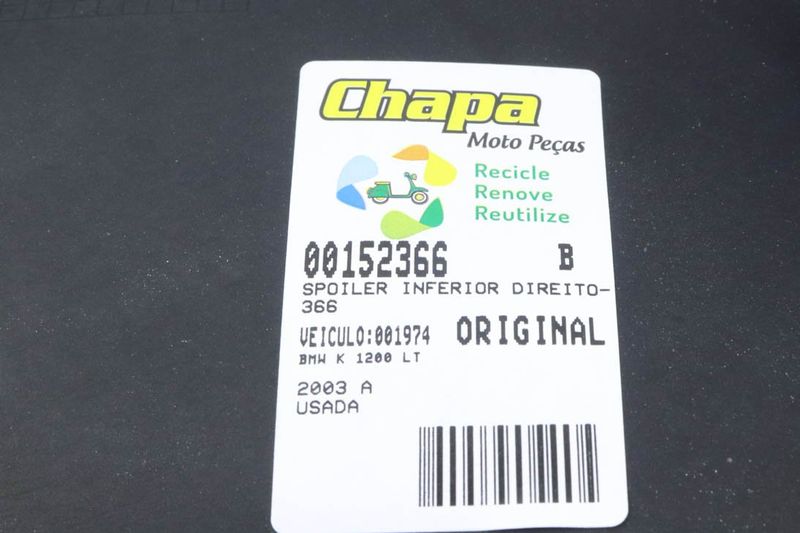 Chapa
Moto Peças
Recicle
Renove
Reutilize
00152366 B
SPOILER INFERIOR DIREITO-
366
VEICULO:001974 ORIGINAL
BMW K 1200 LT
2003 A
USADA